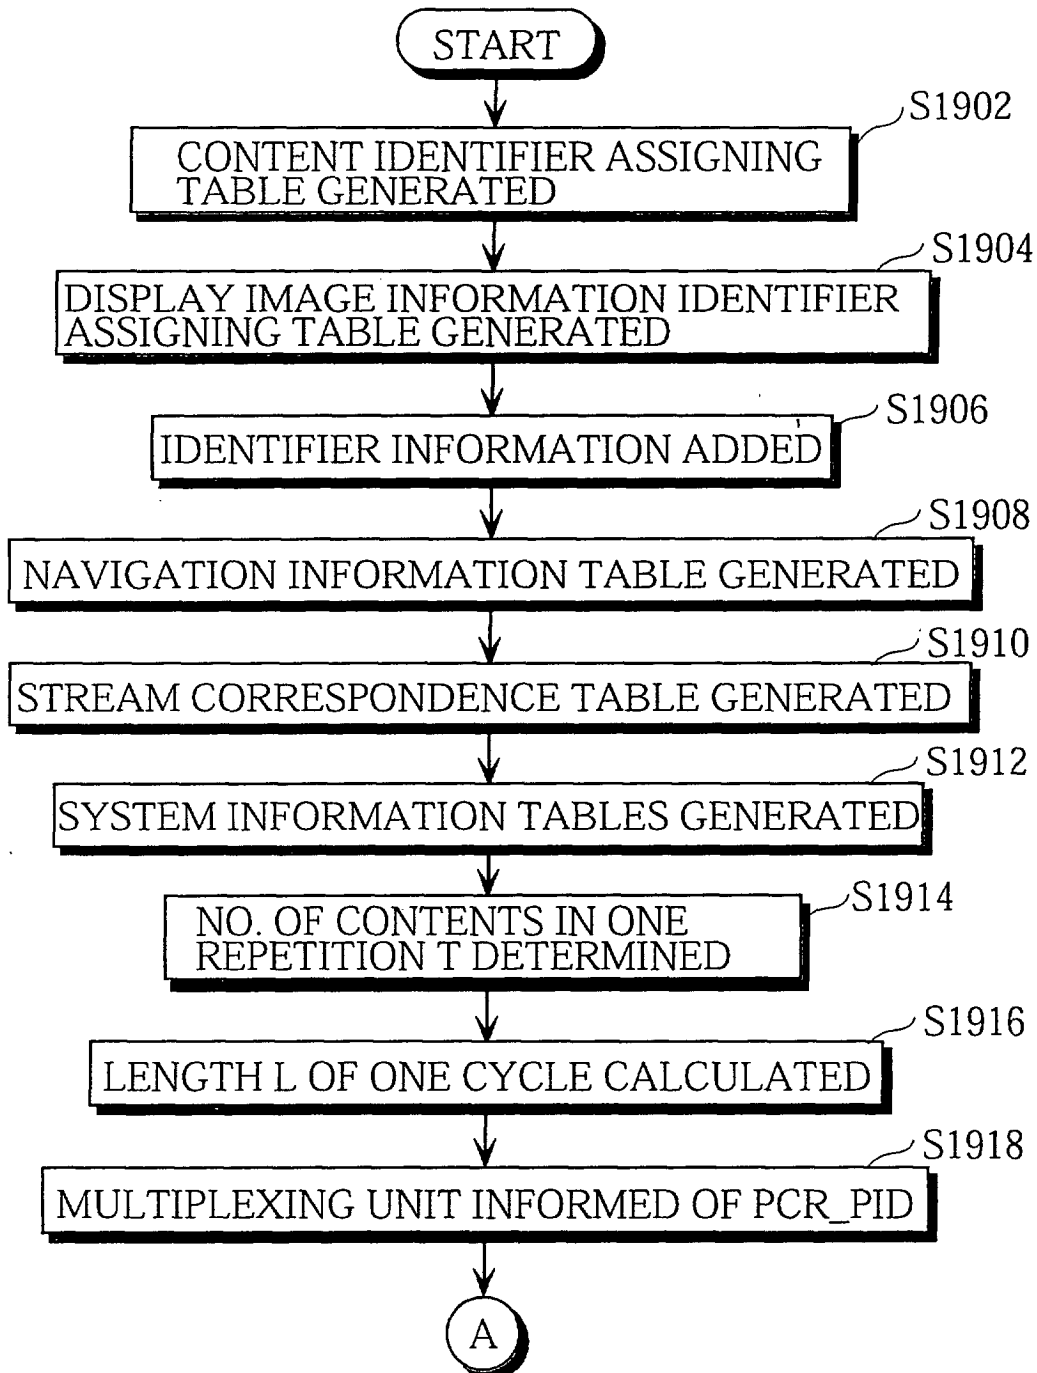 START
S1902
CONTENT IDENTIFIER ASSIGNING
TABLE GENERATED
S1904
DISPLAY IMAGE INFORMATION IDENTIFIER
ASSIGNING TABLE GENERATED
S1906
IDENTIFIER INFORMATION ADDED
S1908
NAVIGATION INFORMATION TABLE GENERATED
S1910
STREAM CORRESPONDENCE TABLE GENERATED
S1912
SYSTEM INFORMATION TABLES GENERATED
S1914
NO. OF CONTENTS IN ONE
REPETITION T DETERMINED
S1916
LENGTH L OF ONE CYCLE CALCULATED
S1918
MULTIPLEXING UNIT INFORMED OF PCR_PID
A